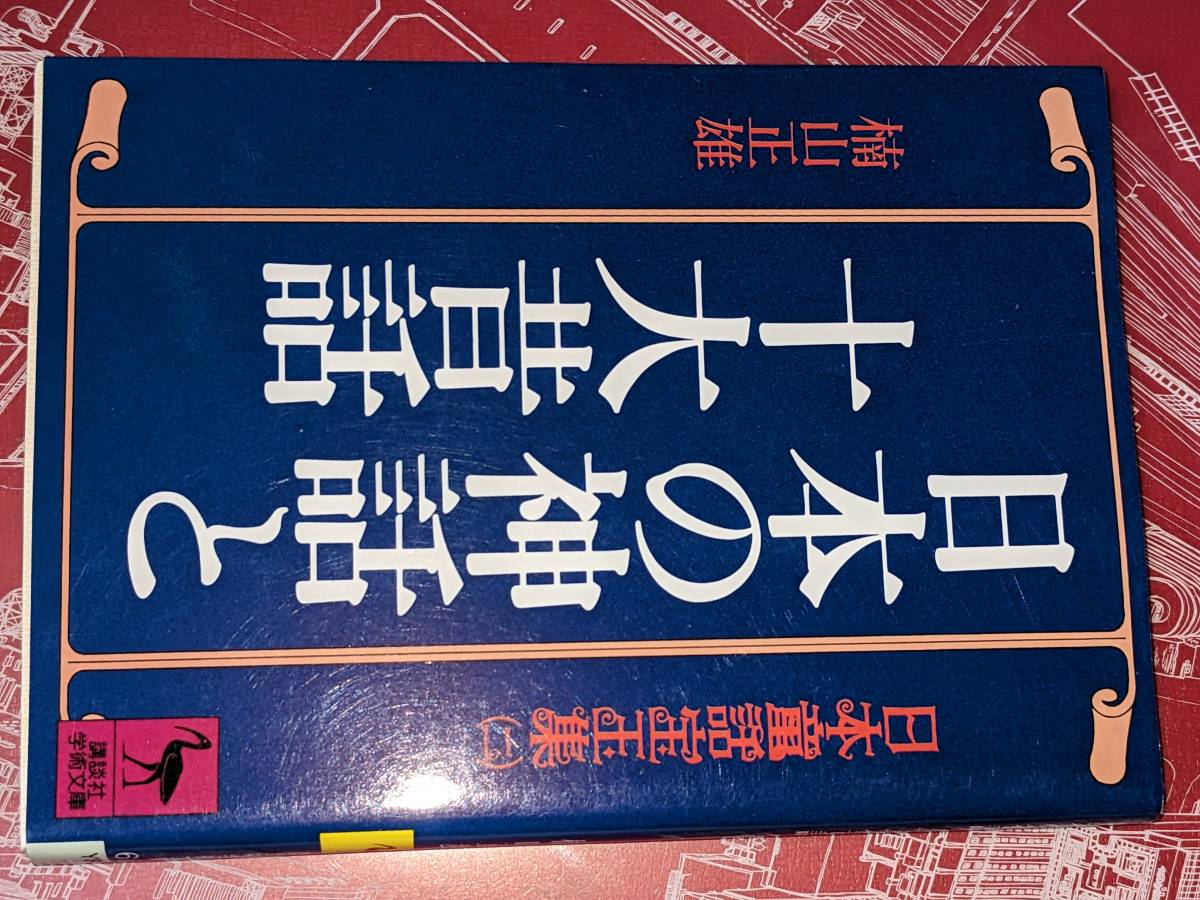 日本童話宝玉集(二)
日本の神話と
十大昔話
楠山正雄
講談社
学術文庫